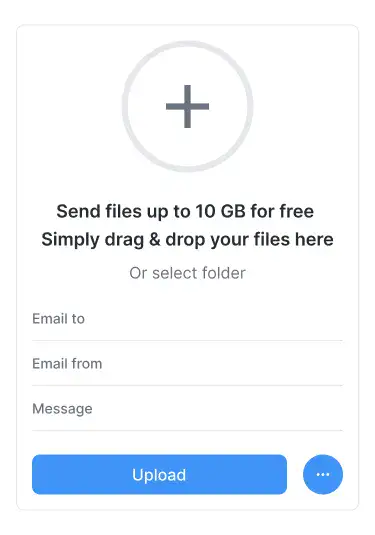 Send files up to 10 GB for free
Simply drag & drop your files here
Or select folder
Email to
Email from
Message
Upload